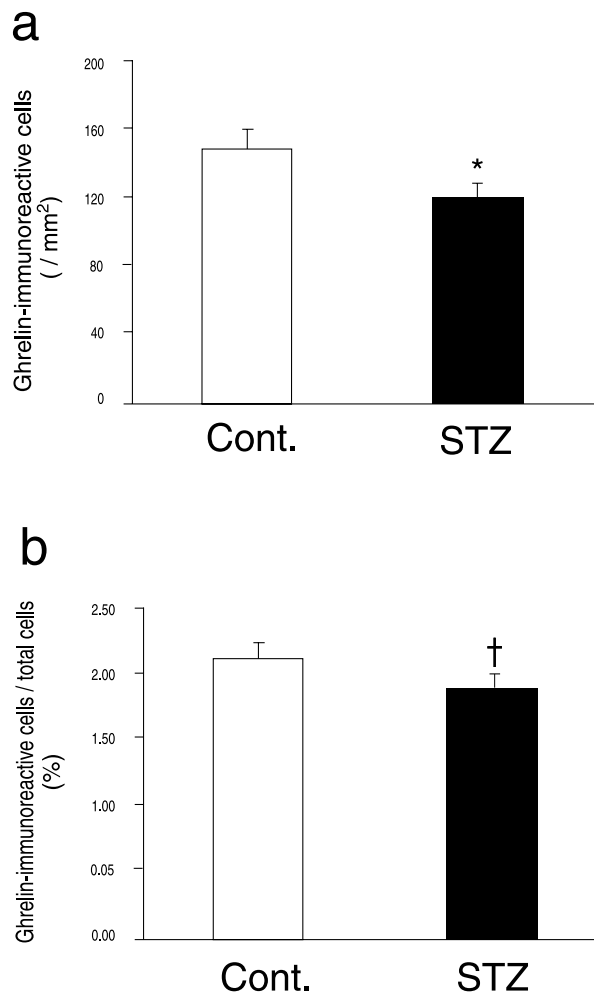 a
Ghrelin-immunoreactive cells
( / mm²)
200
160
120
80
40
0
*
Cont.
STZ
b
Ghrelin-immunoreactive cells / total cells
(%)
2.50
2.00
1.50
1.00
0.05
0.00
†
Cont.
STZ